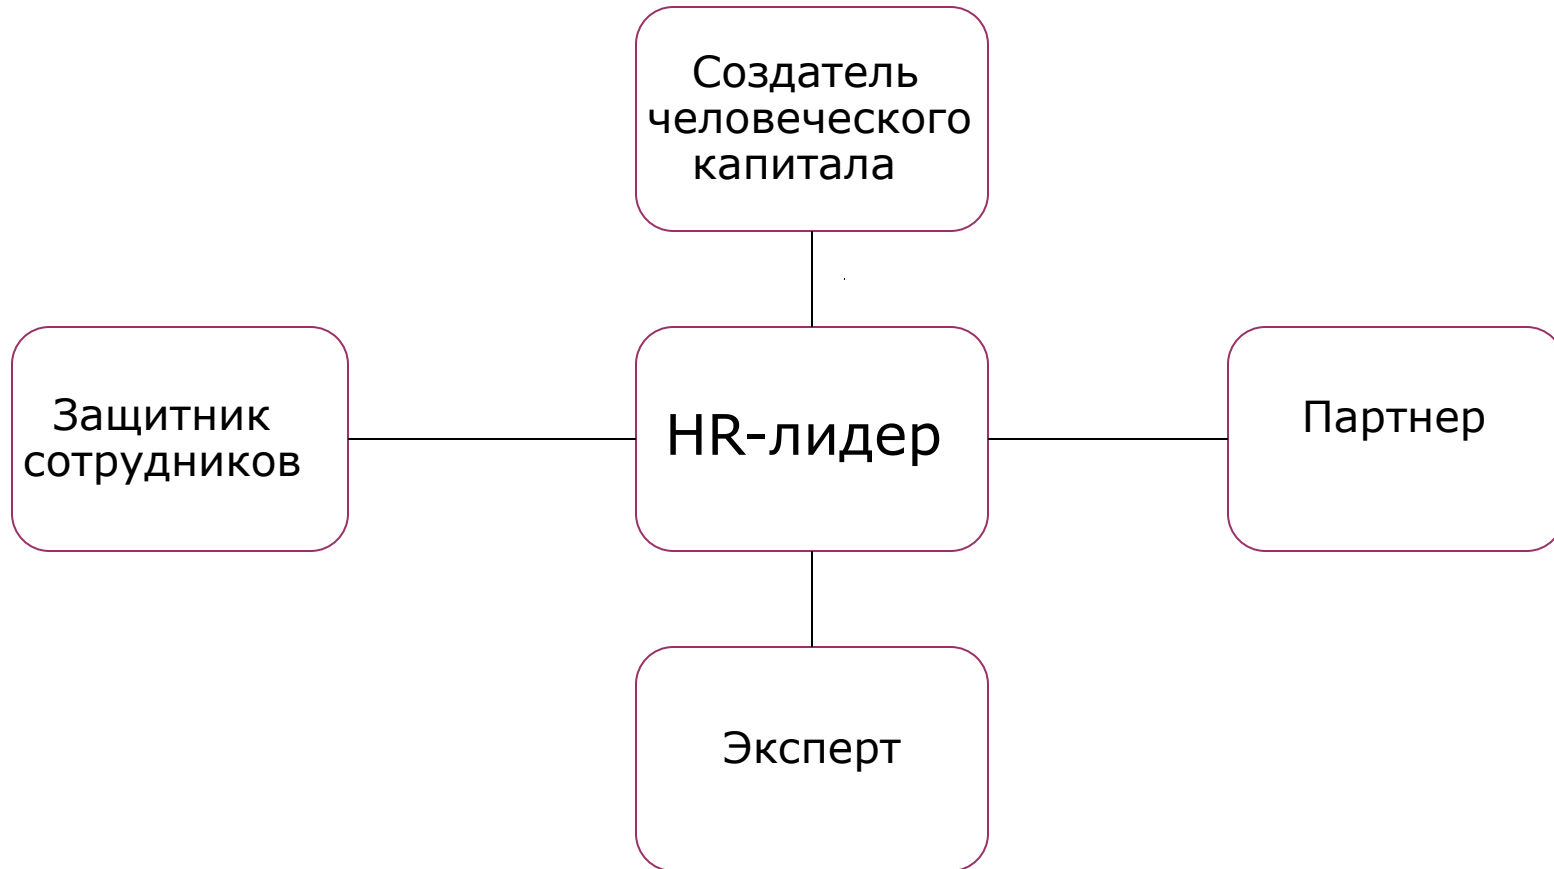 Создатель
человеческого
капитала
Защитник
сотрудников
HR-лидер
Партнер
Эксперт